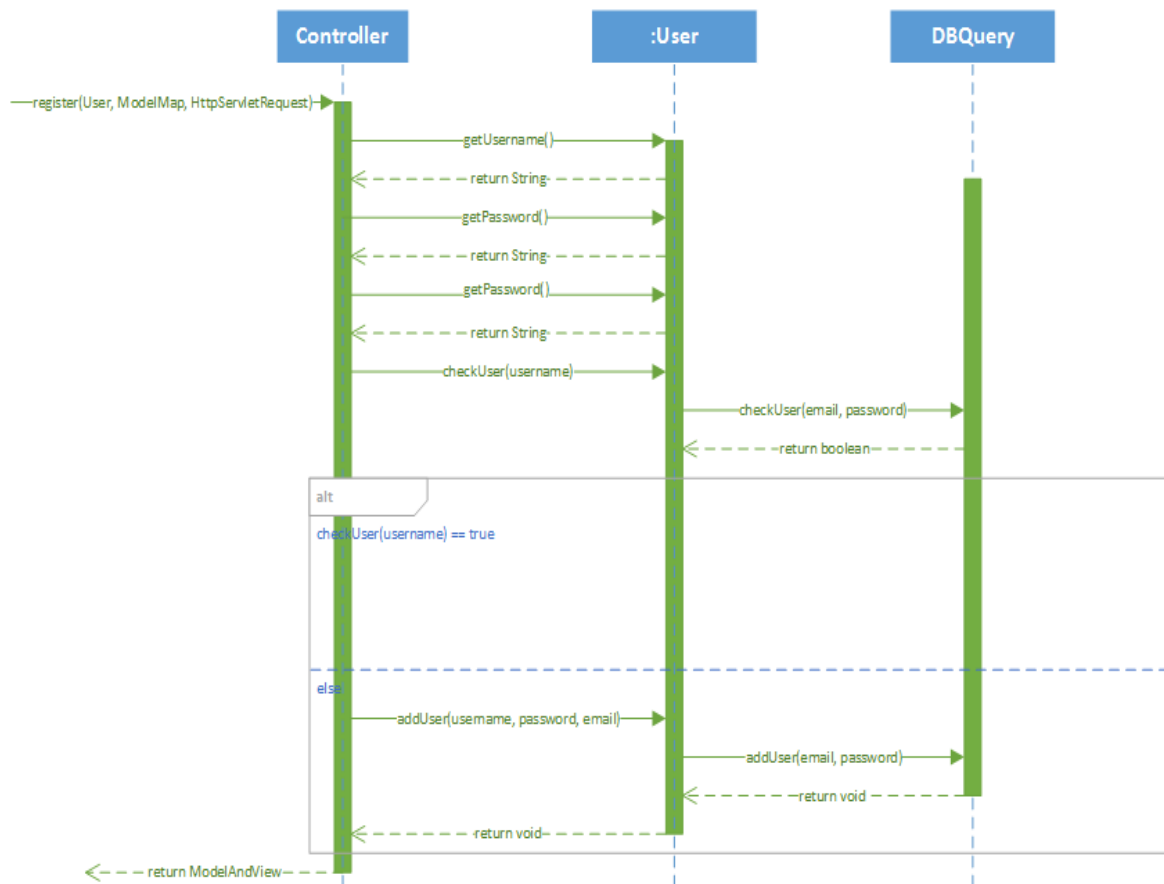 Controller
:User
DBQuery
register(User, ModelMap, HttpServletRequest)
getUsername()
return String
getPassword()
return String
getPassword()
return String
checkUser(username)
checkUser(email, password)
return boolean
alt
checkUser(username) == true
else
addUser(username, password, email)
addUser(email, password)
return void
return void
return ModelAndView